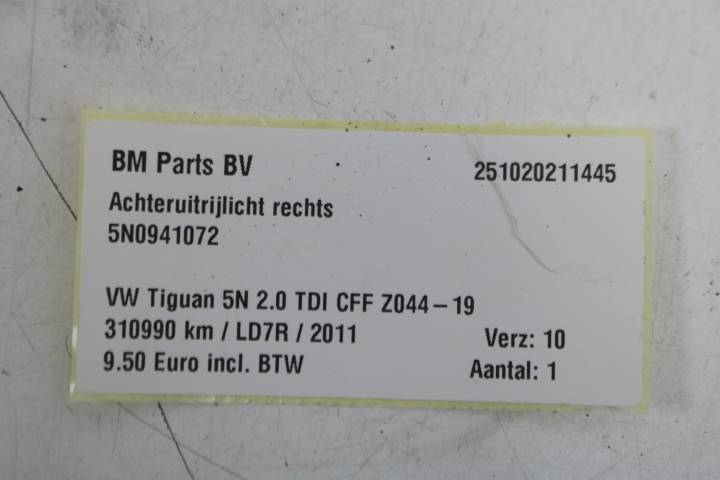 BM Parts BV 251020211445
Achteruitrijlicht rechts
5N0941072
VW Tiguan 5N 2.0 TDI CFF Z044-19
310990 km / LD7R / 2011 Verz: 10
9.50 Euro incl. BTW Aantal: 1